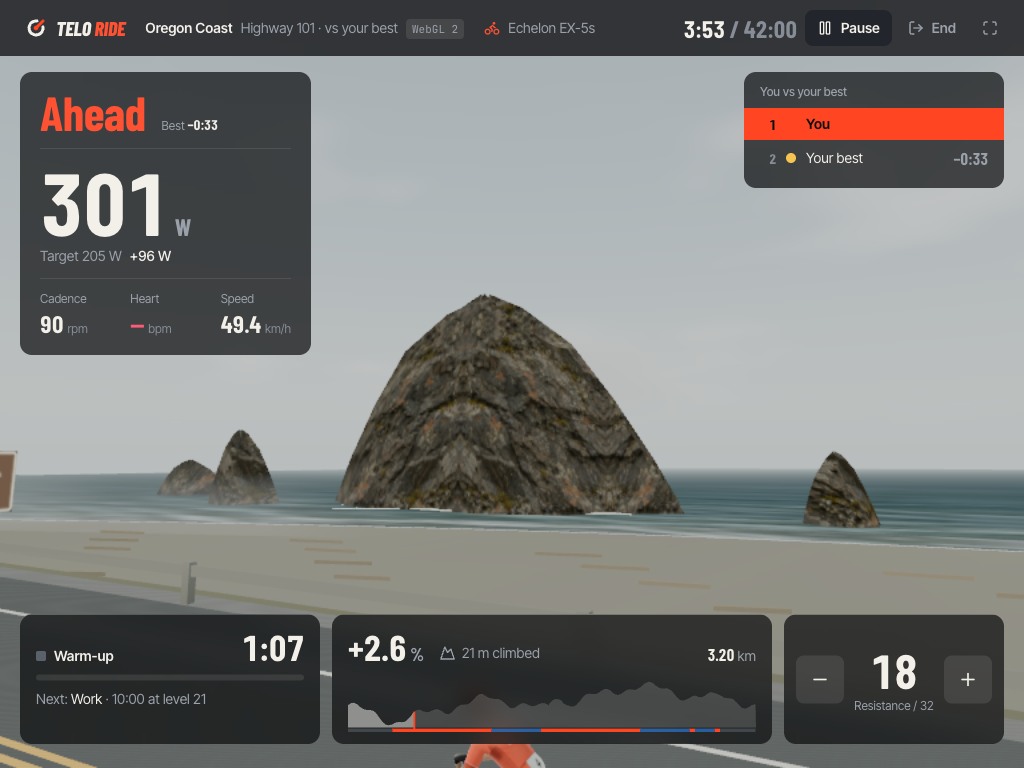 TELO RIDE Oregon Coast Highway 101 · vs your best WebGL 2 Echelon EX-5s 3:53 / 42:00 Pause End
Ahead Best −0:33
301 W
Target 205 W +96 W
Cadence Heart Speed
90 rpm – bpm 49.4 km/h
You vs your best
1 You
2 Your best −0:33
Warm-up 1:07
Next: Work · 10:00 at level 21
+2.6 % 21 m climbed 3.20 km
− 18 +
Resistance / 32